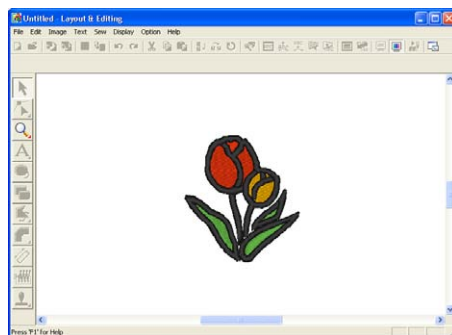 Untitled - Layout & Editing
File Edit Image Text Sew Display Option Help
A
Press 'F1' for Help